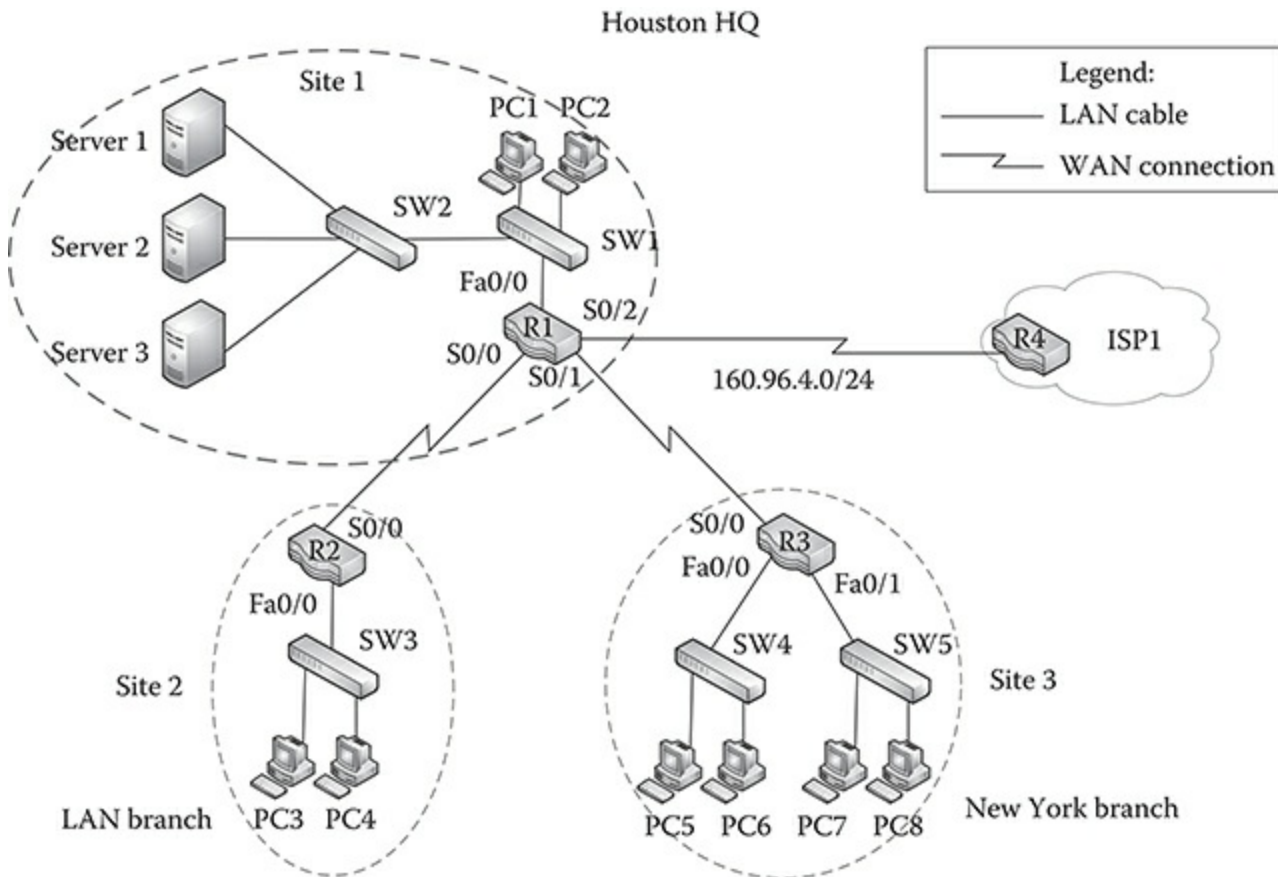 Houston HQ
Site 1
Legend:
LAN cable
WAN connection
PC1
PC2
Server 1
SW2
Server 2
SW1
Fa0/0
S0/2
R1
Server 3
S0/0
S0/1
R4
ISP1
160.96.4.0/24
S0/0
R2
Fa0/0
SW3
Site 2
PC3
PC4
LAN branch
S0/0
R3
Fa0/0
Fa0/1
SW4
SW5
Site 3
PC5
PC6
PC7
PC8
New York branch